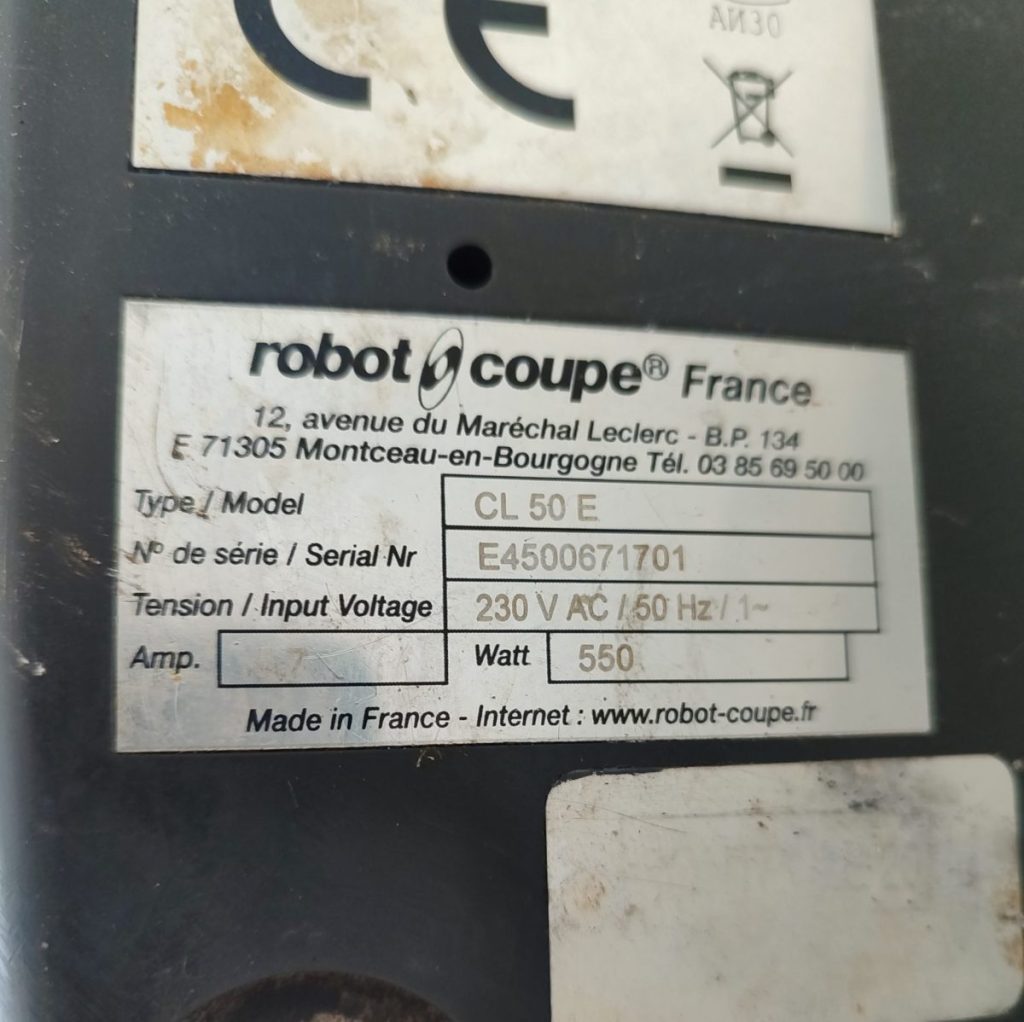 CE
robot coupe® France
12, avenue du Maréchal Leclerc - B.P. 134
E 71305 Montceau-en-Bourgogne Tél. 03 85 69 50 00
Type / Model CL 50 E
Nº de série / Serial Nr E4500671701
Tension / Input Voltage 230 V AC / 50 Hz / 1~
Amp. 7 Watt 550
Made in France - Internet : www.robot-coupe.fr